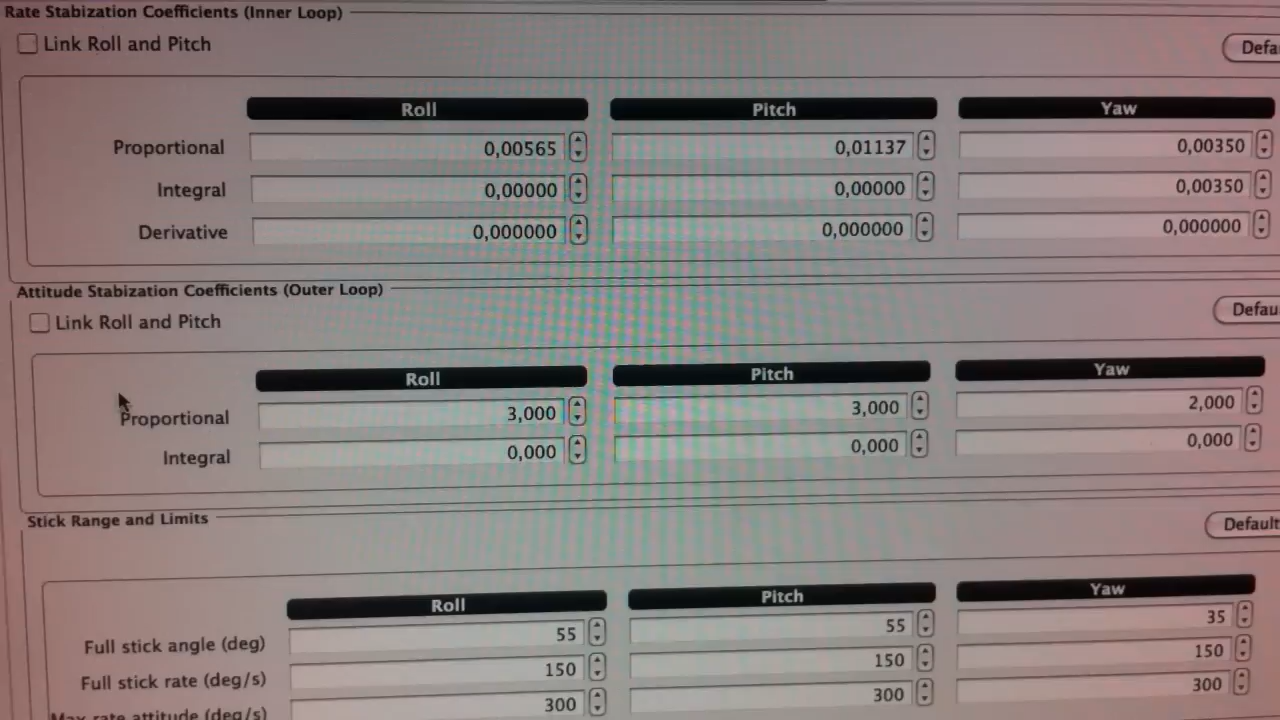 Rate Stabization Coefficients (Inner Loop)
Link Roll and Pitch
Roll Pitch Yaw
Proportional 0,00565 0,01137 0,00350
Integral 0,00000 0,00000 0,00350
Derivative 0,000000 0,000000 0,000000
Attitude Stabization Coefficients (Outer Loop)
Link Roll and Pitch
Roll Pitch Yaw
Proportional 3,000 3,000 2,000
Integral 0,000 0,000 0,000
Stick Range and Limits
Default
Roll Pitch Yaw
Full stick angle (deg) 55 55 35
Full stick rate (deg/s) 150 150 150
Max rate attitude (deg/s) 300 300 300